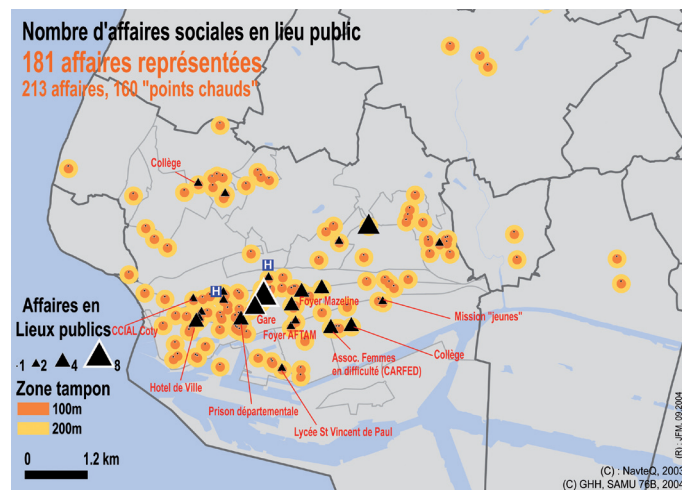 Nombre d'affaires sociales en lieu public
181 affaires représentées
213 affaires, 160 "points chauds"
Collège
H
H
Affaires en
Lieux publics
CCIAL Coty
Foyer Mazeline
Gare
Mission "jeunes"
Foyer AFTAM
1 2 4 8
Assoc. Femmes
en difficulté (CARFED)
Collège
Zone tampon
Hotel de Ville
100m
Prison départementale
200m
Lycée St Vincent de Paul
0 1.2 km
(R) : JFM, 09.2004
(C) : NavteQ, 2003
(C) GHH, SAMU 76B, 2004